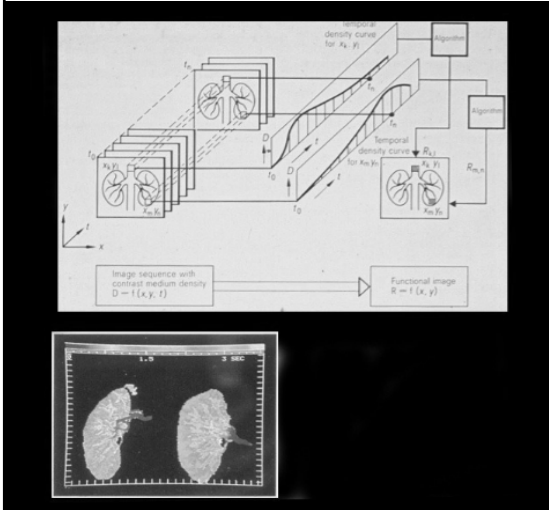 Temporal
density curve
for xk, yl
Algorithm
tn
tn
D
t
Algorithm
t0
xk yl
tn
Temporal
density curve
for xm yn
Rk,l
Rm,n
D
t
t0
xk yl
xm yn
xm yn
t0
y
t
x
Image sequence with
contrast medium density
D = f (x, y, t)
Functional image
R = f (x, y)
1.5
3 SEC